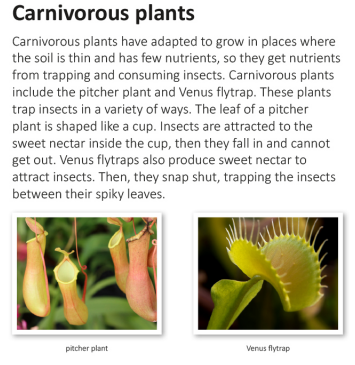 Carnivorous plants
Carnivorous plants have adapted to grow in places where
the soil is thin and has few nutrients, so they get nutrients
from trapping and consuming insects. Carnivorous plants
include the pitcher plant and Venus flytrap. These plants
trap insects in a variety of ways. The leaf of a pitcher
plant is shaped like a cup. Insects are attracted to the
sweet nectar inside the cup, then they fall in and cannot
get out. Venus flytraps also produce sweet nectar to
attract insects. Then, they snap shut, trapping the insects
between their spiky leaves.
pitcher plant
Venus flytrap